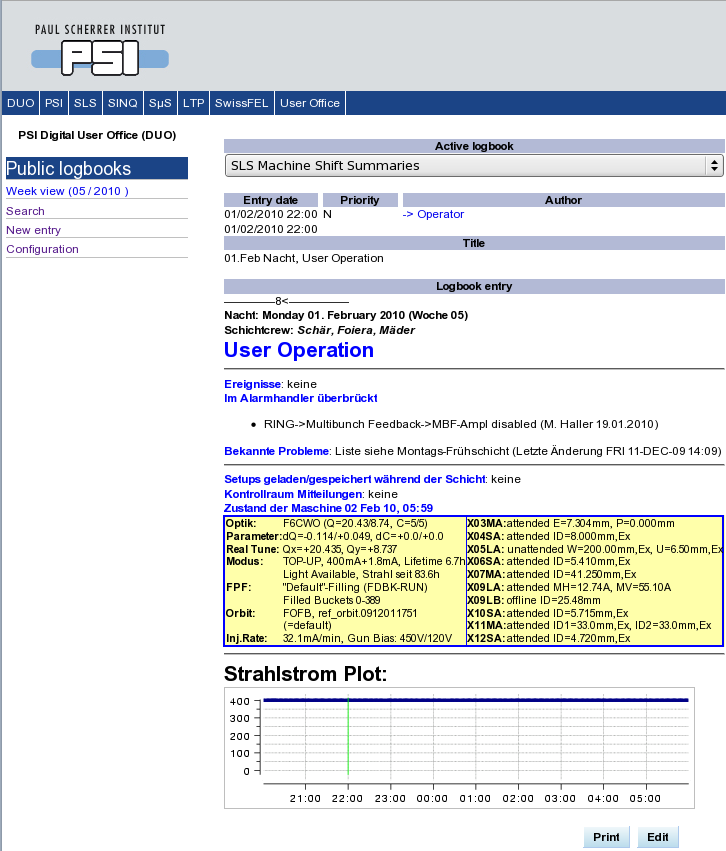 PAUL SCHERRER INSTITUT
PSI
DUO PSI SLS SINQ SµS LTP SwissFEL User Office
PSI Digital User Office (DUO)
Public logbooks
Week view (05 / 2010 )
Search
New entry
Configuration
Active logbook
SLS Machine Shift Summaries
Entry date Priority Author
01/02/2010 22:00 N -> Operator
01/02/2010 22:00
Title
01.Feb Nacht, User Operation
Logbook entry
——————8<———————
Nacht: Monday 01. February 2010 (Woche 05)
Schichtcrew: Schär, Foiera, Mäder
User Operation
Ereignisse: keine
Im Alarmhandler überbrückt
• RING->Multibunch Feedback->MBF-Ampl disabled (M. Haller 19.01.2010)
Bekannte Probleme: Liste siehe Montags-Frühschicht (Letzte Änderung FRI 11-DEC-09 14:09)
Setups geladen/gespeichert während der Schicht: keine
Kontrollraum Mitteilungen: keine
Zustand der Maschine 02 Feb 10, 05:59
Optik: F6CWO (Q=20.43/8.74, C=5/5)
Parameter: dQ=-0.114/+0.049, dC=+0.0/+0.0
Real Tune: Qx=+20.435, Qy=+8.737
Modus: TOP-UP, 400mA+1.8mA, Lifetime 6.7h
Light Available, Strahl seit 83.6h
FPF: "Default"-Filling (FDBK-RUN)
Filled Buckets 0-389
Orbit: FOFB, ref_orbit.0912011751
(=default)
Inj.Rate: 32.1mA/min, Gun Bias: 450V/120V
X03MA: attended E=7.304mm, P=0.000mm
X04SA: attended ID=8.000mm,Ex
X05LA: unattended W=200.00mm,Ex, U=6.50mm,Ex
X06SA: attended ID=5.410mm,Ex
X07MA: attended ID=41.250mm,Ex
X09LA: attended MH=12.74A, MV=55.10A
X09LB: offline ID=25.48mm
X10SA: attended ID=5.715mm,Ex
X11MA: attended ID1=33.0mm,Ex, ID2=33.0mm,Ex
X12SA: attended ID=4.720mm,Ex
Strahlstrom Plot:
400
300
200
100
0
21:00 22:00 23:00 00:00 01:00 02:00 03:00 04:00 05:00
Print Edit